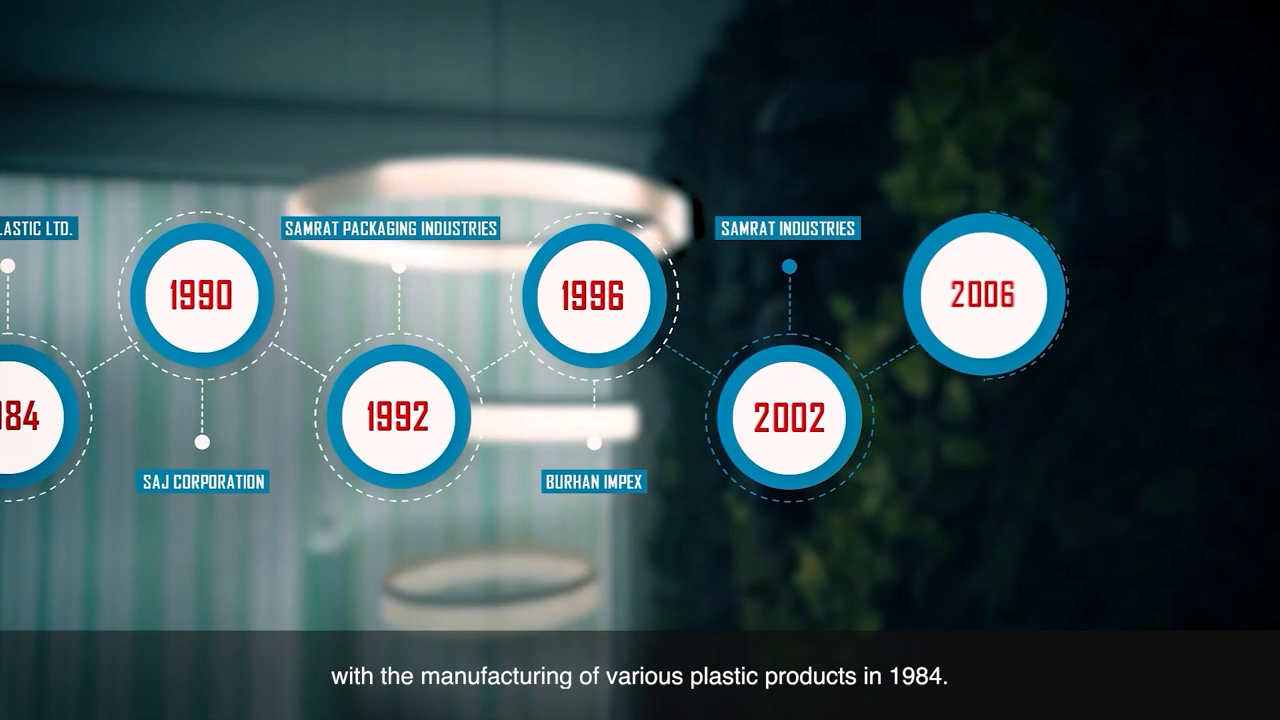 LASTIC LTD.
SAMRAT PACKAGING INDUSTRIES
SAMRAT INDUSTRIES
1990
1996
2006
84
1992
2002
SAJ CORPORATION
BURHAN IMPEX
with the manufacturing of various plastic products in 1984.